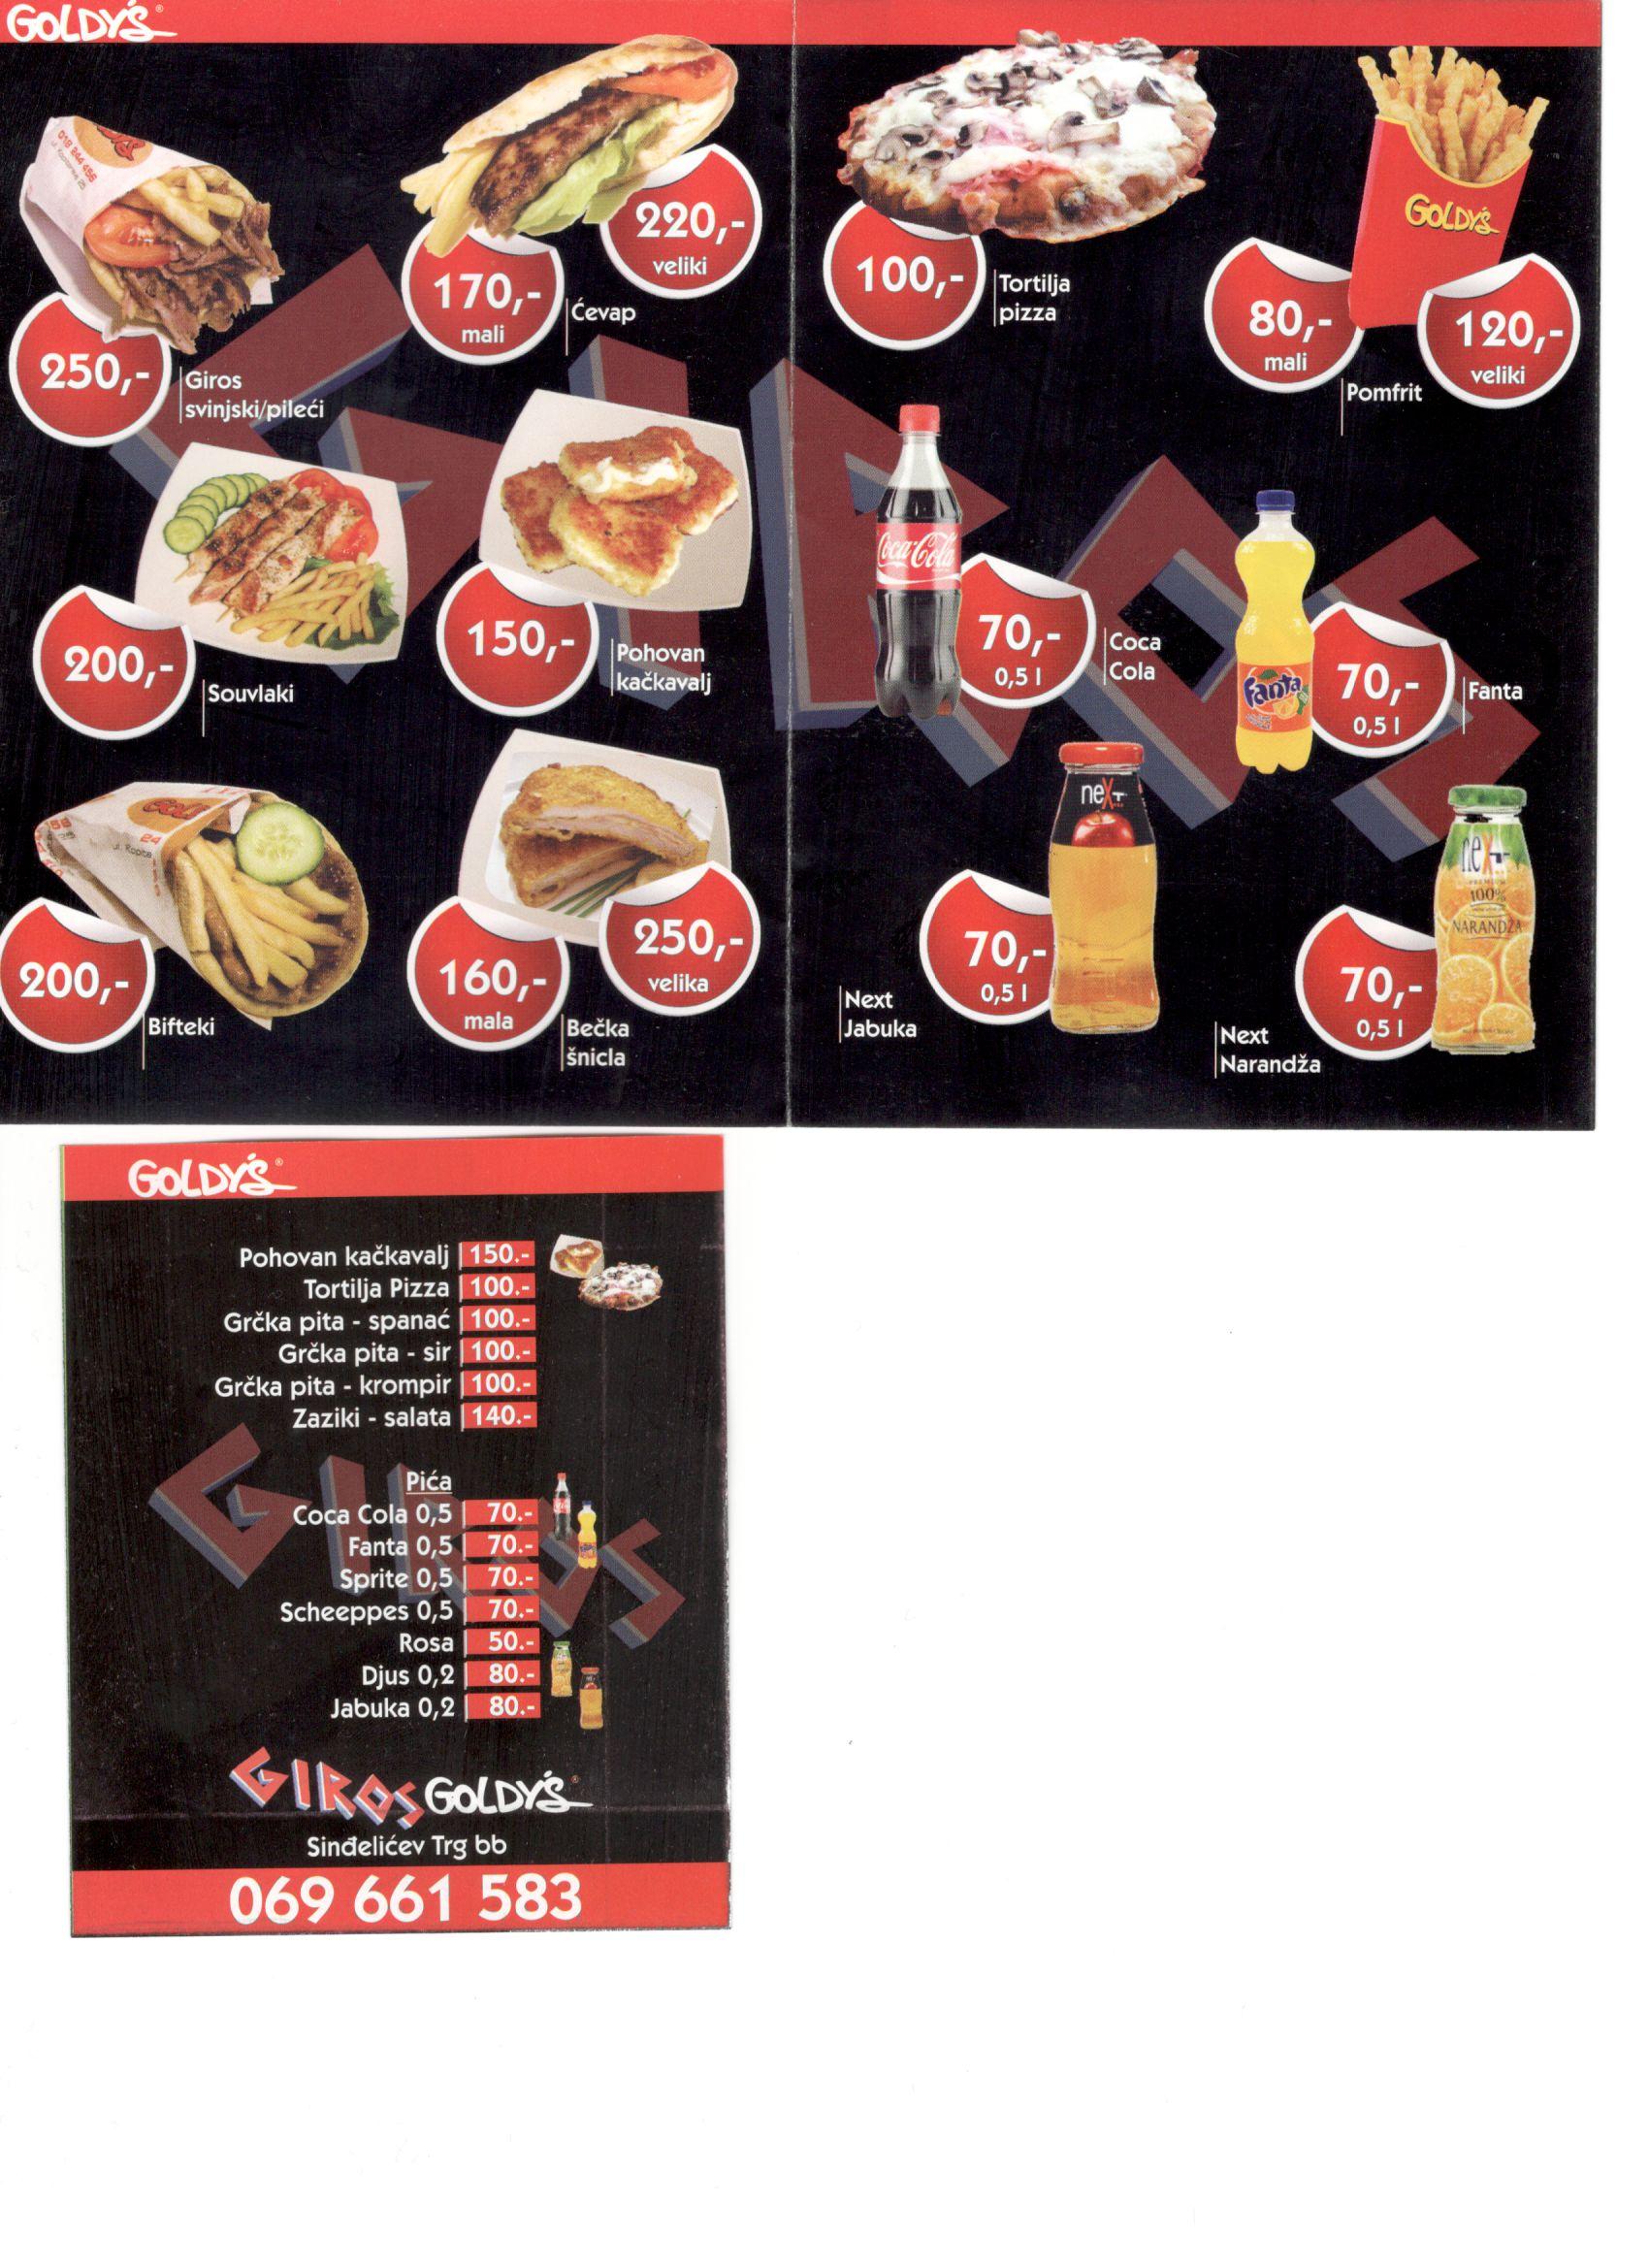 GOLDY'S®
018 844 456
250,-
Giros
svinjski/pileći
170,-
mali
220,-
veliki
Ćevap
200,-
Souvlaki
150,-
Pohovan
kačkavalj
200,-
Bifteki
160,-
mala
250,-
velika
Bečka
šnicla
100,-
Tortilja
pizza
GOLDY'S
80,-
mali
120,-
veliki
Pomfrit
Coca-Cola
70,-
0,5 l
Coca
Cola
Fanta
70,-
0,5 l
Fanta
next
70,-
0,5 l
Next
Jabuka
next
PREMIUM
100%
NARANDŽA
70,-
0,5 l
Next
Narandža
GIROS
GOLDY'S®
Pohovan kačkavalj 150.-
Tortilja Pizza 100.-
Grčka pita - spanać 100.-
Grčka pita - sir 100.-
Grčka pita - krompir 100.-
Zaziki - salata 140.-
Pića
Coca Cola 0,5 70.-
Fanta 0,5 70.-
Sprite 0,5 70.-
Scheeppes 0,5 70.-
Rosa 50.-
Djus 0,2 80.-
Jabuka 0,2 80.-
GIROS
GIROS GOLDY'S®
Sinđelićev Trg bb
069 661 583